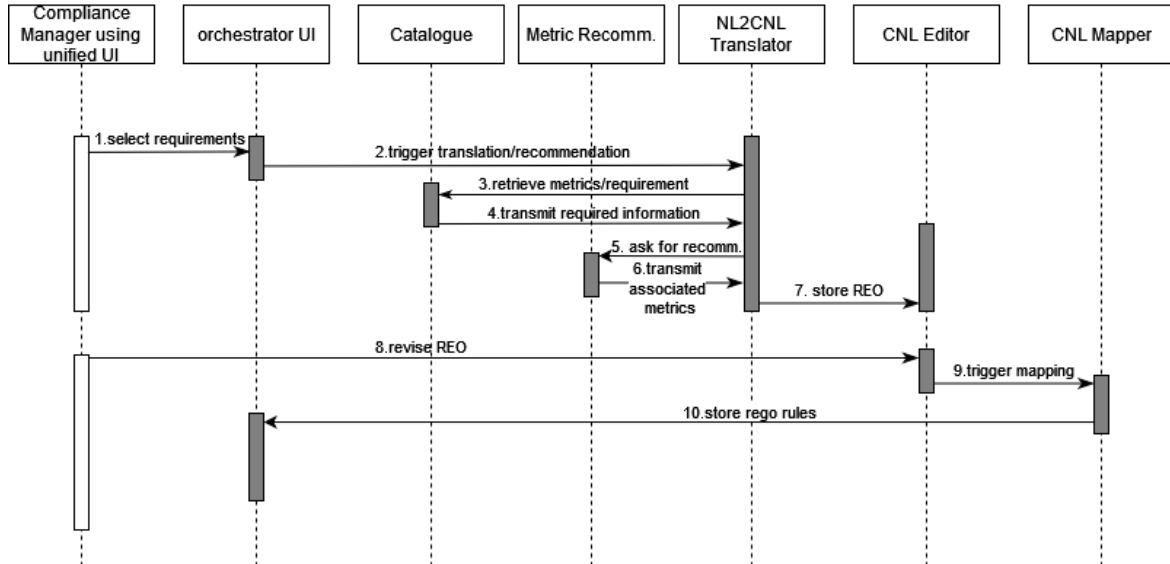 Compliance
Manager using
unified UI
orchestrator UI
Catalogue
Metric Recomm.
NL2CNL
Translator
CNL Editor
CNL Mapper
1.select requirements
2.trigger translation/recommendation
3.retrieve metrics/requirement
4.transmit required information
5. ask for recomm.
6.transmit
associated
metrics
7. store REO
8.revise REO
9.trigger mapping
10.store rego rules